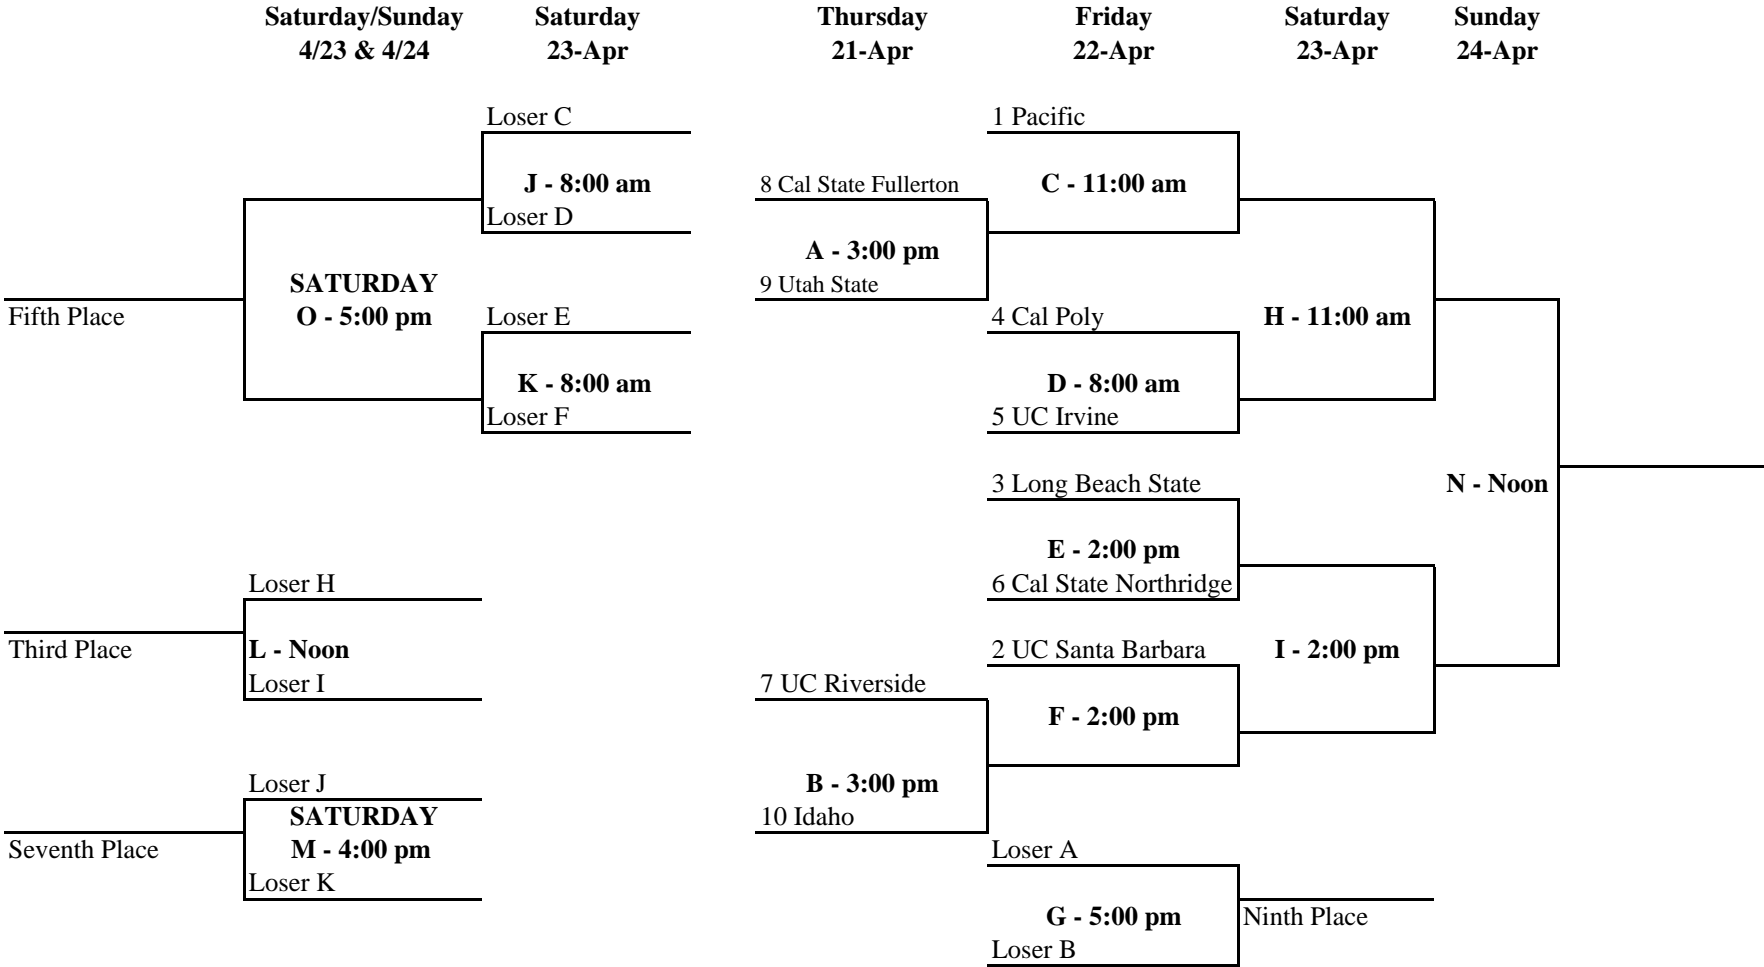 Saturday/Sunday Saturday Thursday Friday Saturday Sunday
4/23 & 4/24 23-Apr 21-Apr 22-Apr 23-Apr 24-Apr
Loser C 1 Pacific
J - 8:00 am 8 Cal State Fullerton C - 11:00 am
Loser D
A - 3:00 pm
SATURDAY 9 Utah State
Fifth Place O - 5:00 pm Loser E 4 Cal Poly H - 11:00 am
K - 8:00 am D - 8:00 am
Loser F 5 UC Irvine
3 Long Beach State N - Noon
E - 2:00 pm
Loser H 6 Cal State Northridge
Third Place L - Noon 2 UC Santa Barbara I - 2:00 pm
Loser I 7 UC Riverside
F - 2:00 pm
Loser J B - 3:00 pm
SATURDAY 10 Idaho
Seventh Place M - 4:00 pm Loser A
Loser K
G - 5:00 pm Ninth Place
Loser B